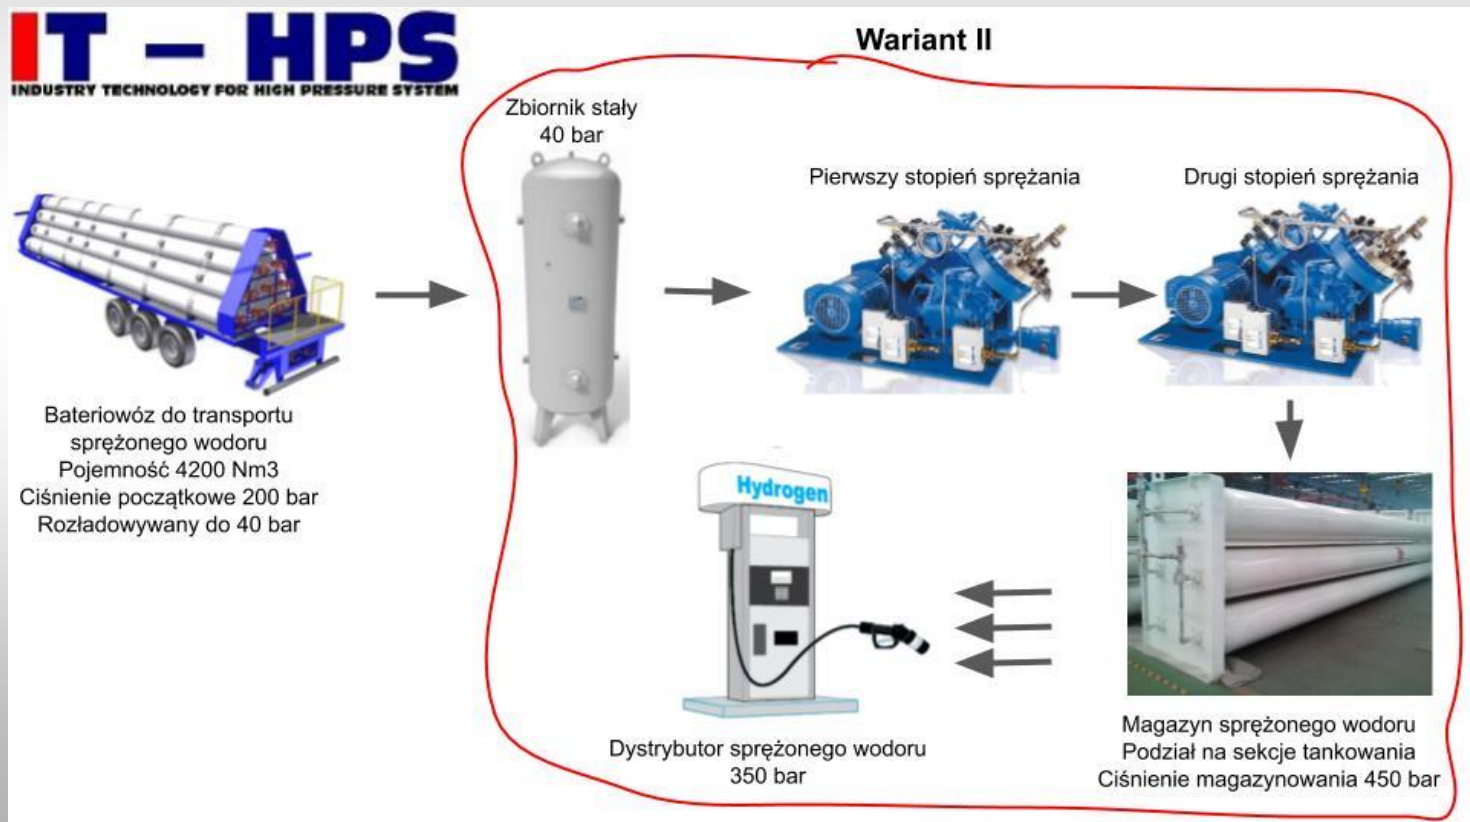 IT – HPS
INDUSTRY TECHNOLOGY FOR HIGH PRESSURE SYSTEM
Wariant II
Zbiornik stały
40 bar
Pierwszy stopień sprężania
Drugi stopień sprężania
Bateriowóz do transportu
sprężonego wodoru
Pojemność 4200 Nm3
Ciśnienie początkowe 200 bar
Rozładowywany do 40 bar
Hydrogen
Dystrybutor sprężonego wodoru
350 bar
Magazyn sprężonego wodoru
Podział na sekcje tankowania
Ciśnienie magazynowania 450 bar